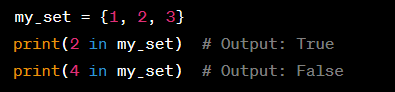 my_set = {1, 2, 3}
print(2 in my_set)  # Output: True
print(4 in my_set)  # Output: False